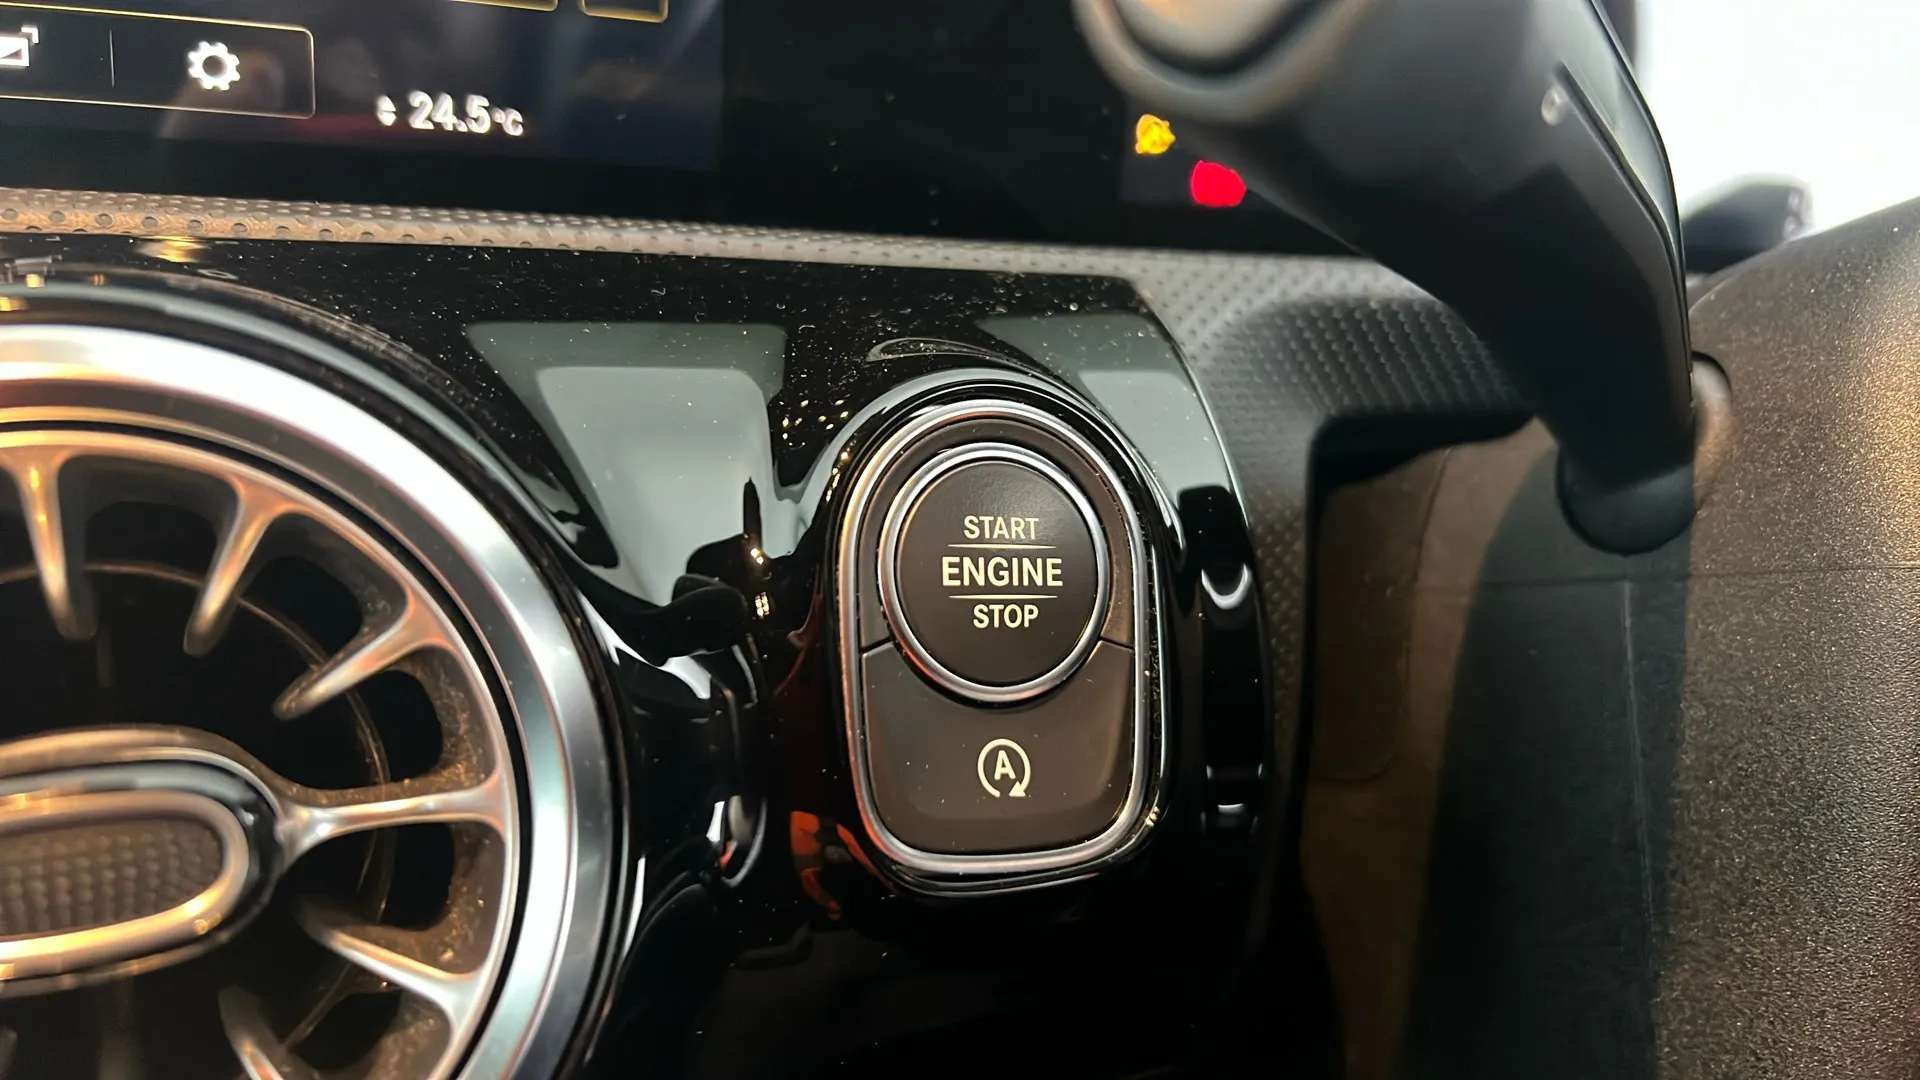 24.5°C
START
ENGINE
STOP
A